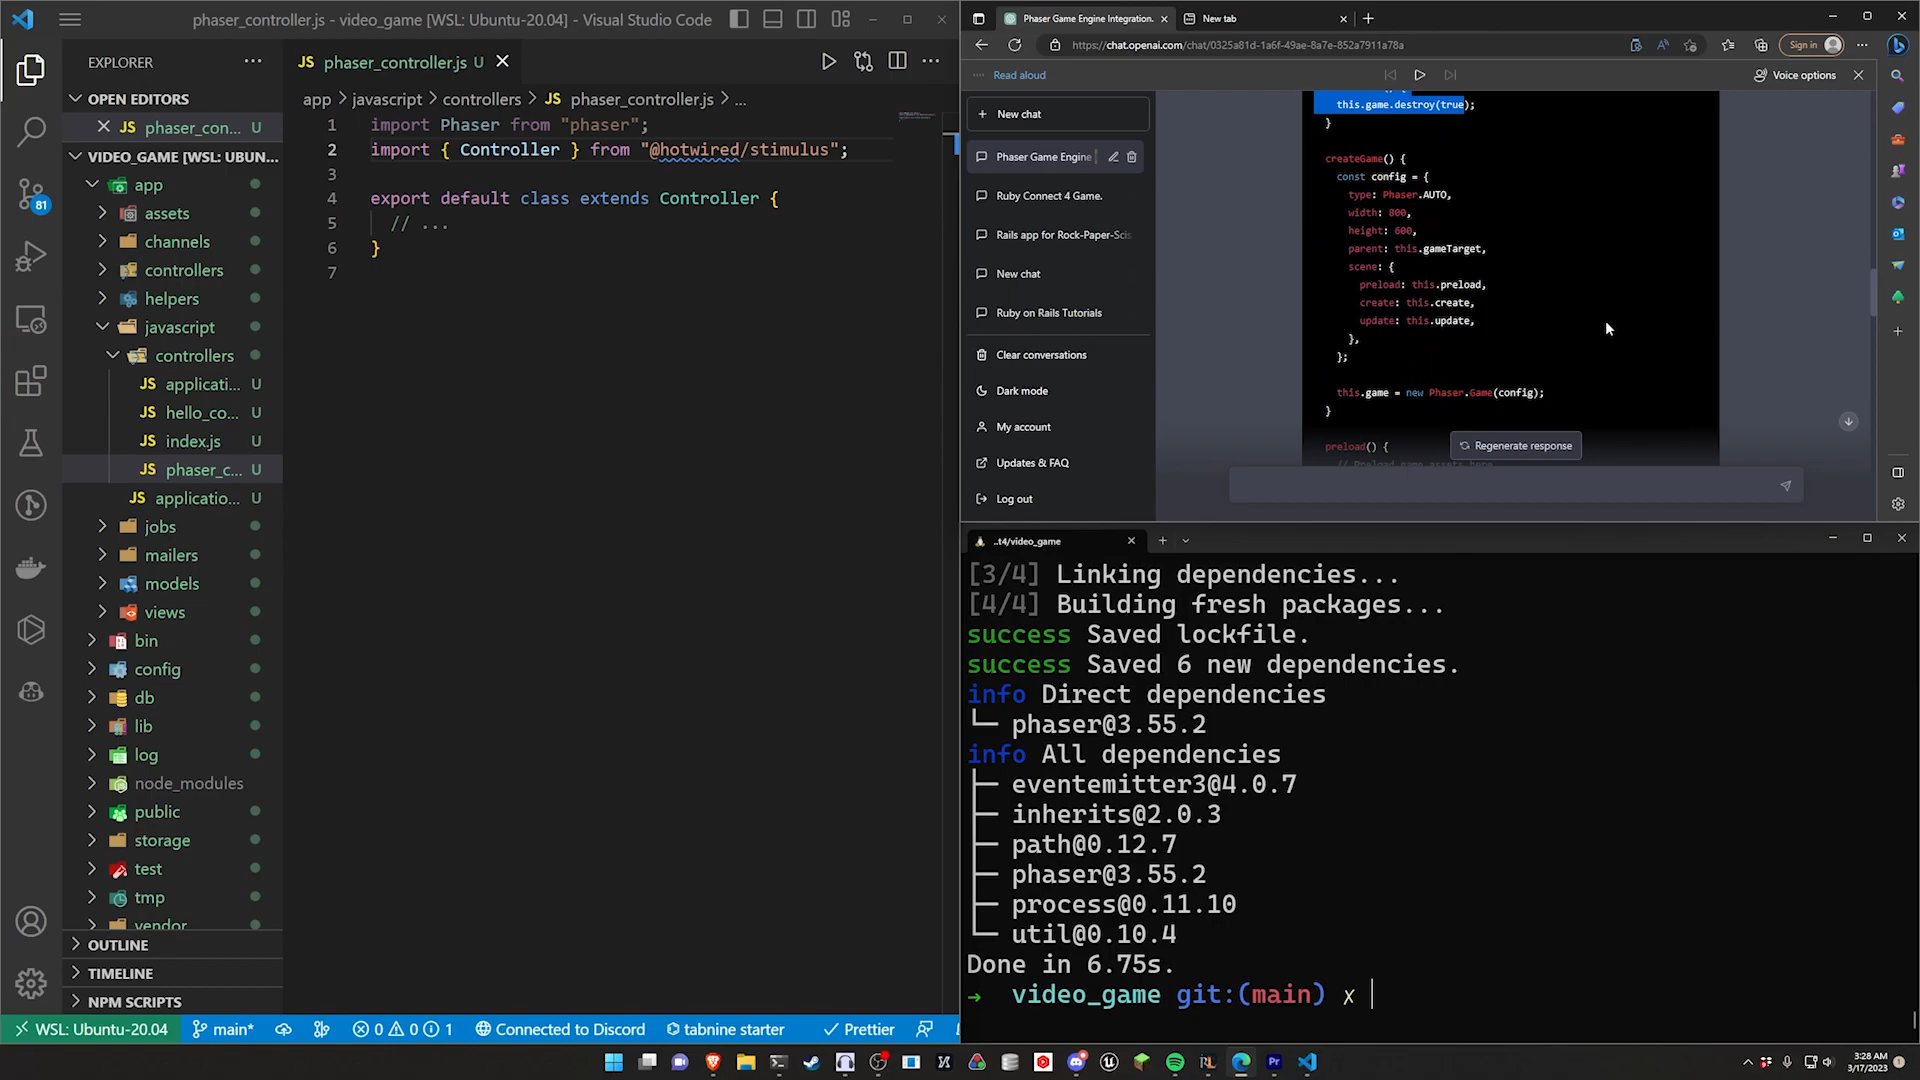 phaser_controller.js - video_game [WSL: Ubuntu-20.04] - Visual Studio Code
EXPLORER
OPEN EDITORS
JS phaser_con... U
VIDEO_GAME [WSL: UBUN...
app
assets
channels
controllers
helpers
javascript
controllers
JS applicati... U
JS hello_co... U
JS index.js U
JS phaser_c... U
JS applicatio... U
jobs
mailers
models
views
bin
config
db
lib
log
node_modules
public
storage
test
tmp
vendor
OUTLINE
TIMELINE
NPM SCRIPTS
81
JS phaser_controller.js U
app > javascript > controllers > JS phaser_controller.js > ...
1 import Phaser from "phaser";
2 import { Controller } from "@hotwired/stimulus";
3
4 export default class extends Controller {
5 // ...
6 }
7
WSL: Ubuntu-20.04 main* 0 0 1 Connected to Discord tabnine starter Prettier
Phaser Game Engine Integration.
New tab
https://chat.openai.com/chat/0325a81d-1a6f-49ae-8a7e-852a7911a78a
Sign in
Read aloud
Voice options
New chat
Phaser Game Engine
Ruby Connect 4 Game.
Rails app for Rock-Paper-Scis
New chat
Ruby on Rails Tutorials
Clear conversations
Dark mode
My account
Updates & FAQ
Log out
this.game.destroy(true);
}
createGame() {
const config = {
type: Phaser.AUTO,
width: 800,
height: 600,
parent: this.gameTarget,
scene: {
preload: this.preload,
create: this.create,
update: this.update,
},
};
this.game = new Phaser.Game(config);
}
preload() {
// Preload game assets here
Regenerate response
..t4/video_game
[3/4] Linking dependencies...
[4/4] Building fresh packages...
success Saved lockfile.
success Saved 6 new dependencies.
info Direct dependencies
└─ phaser@3.55.2
info All dependencies
├─ eventemitter3@4.0.7
├─ inherits@2.0.3
├─ path@0.12.7
├─ phaser@3.55.2
├─ process@0.11.10
└─ util@0.10.4
Done in 6.75s.
→ video_game git:(main) ✗
3:28 AM
3/17/2023